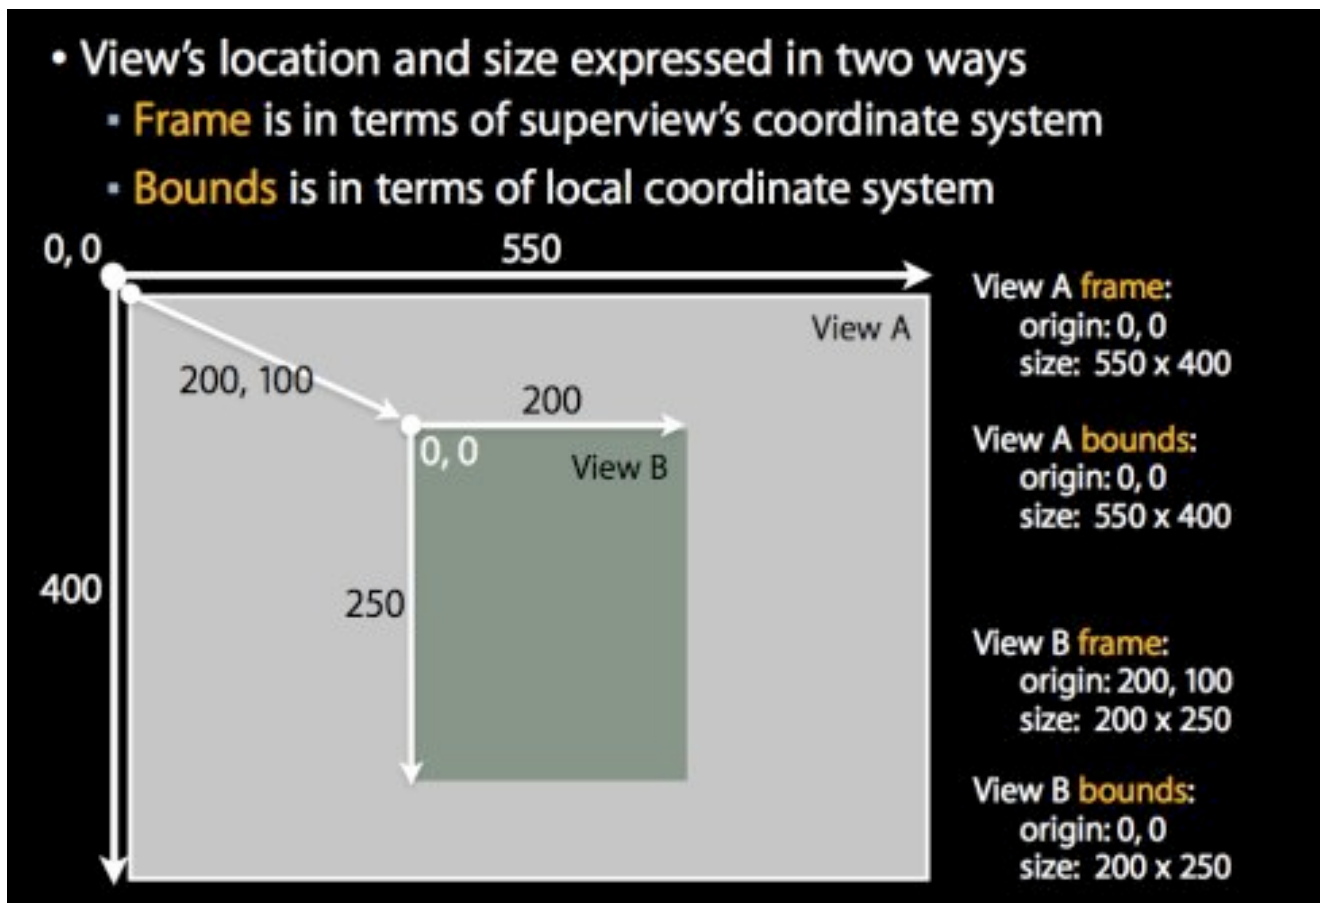 • View's location and size expressed in two ways
▪ Frame is in terms of superview's coordinate system
▪ Bounds is in terms of local coordinate system
0, 0
550
View A
200, 100
200
0, 0
View B
400
250
View A frame:
origin: 0, 0
size: 550 x 400
View A bounds:
origin: 0, 0
size: 550 x 400
View B frame:
origin: 200, 100
size: 200 x 250
View B bounds:
origin: 0, 0
size: 200 x 250